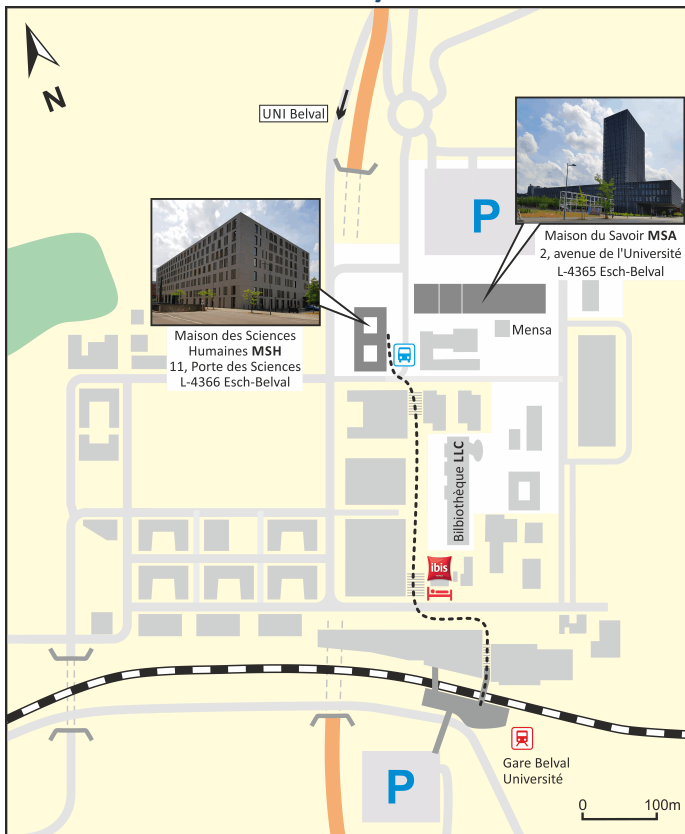 N
UNI Belval
P
Maison du Savoir MSA
2, avenue de l'Université
L-4365 Esch-Belval
Maison des Sciences
Humaines MSH
11, Porte des Sciences
L-4366 Esch-Belval
Mensa
Bilbiothèque LLC
ibis
Gare Belval
Université
P
0 100m